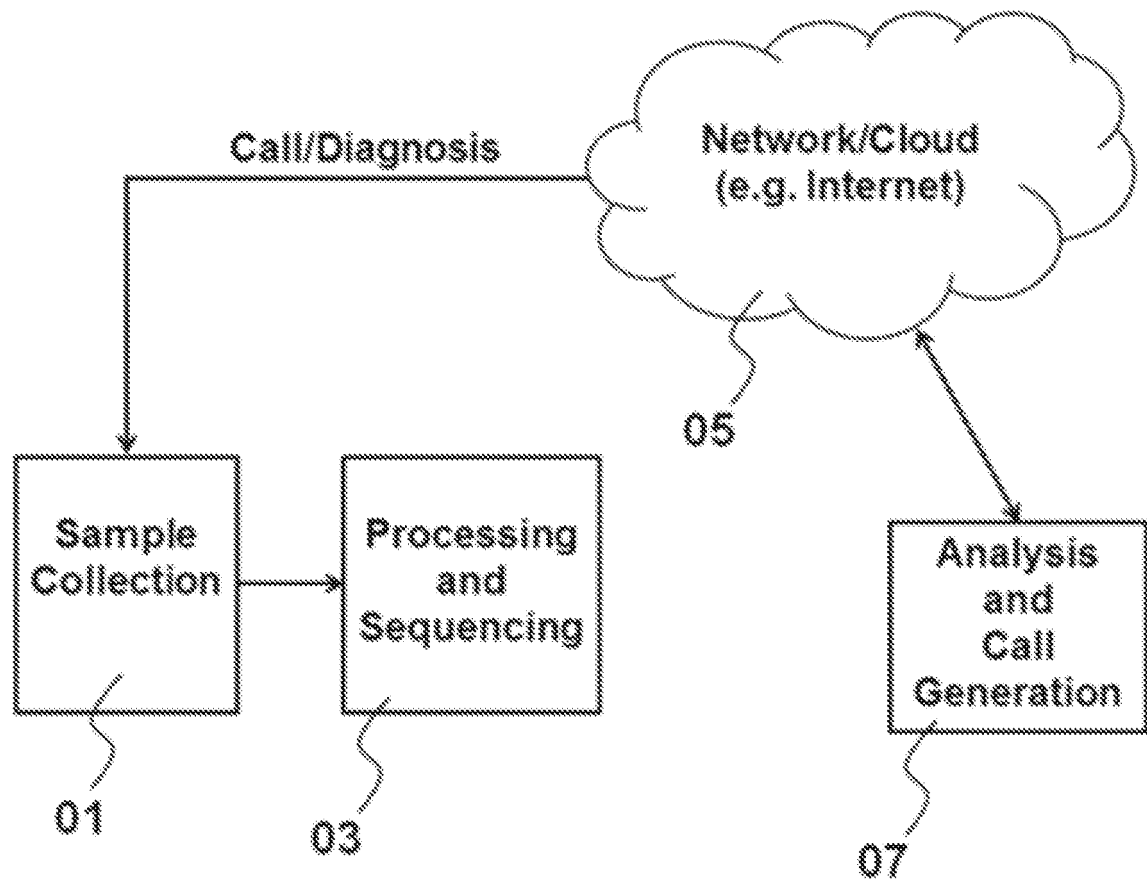 Call/Diagnosis
Network/Cloud
(e.g. Internet)
05
Sample
Collection
Processing
and
Sequencing
Analysis
and
Call
Generation
01
03
07